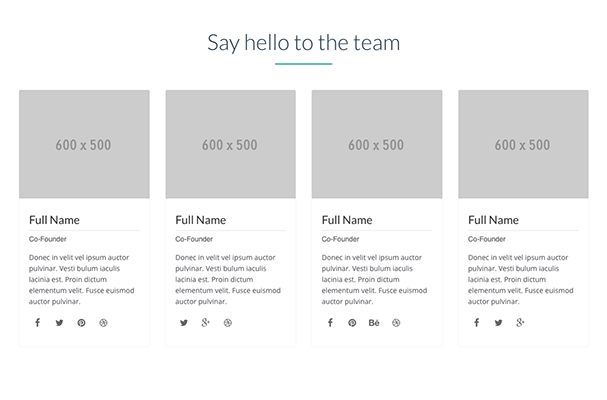 Say hello to the team
600 x 500
600 x 500
600 x 500
600 x 500
Full Name
Co-Founder
Donec in velit vel ipsum auctor
pulvinar. Vesti bulum iaculis
lacinia est. Proin dictum
elementum velit. Fusce euismod
auctor pulvinar.
Full Name
Co-Founder
Donec in velit vel ipsum auctor
pulvinar. Vesti bulum iaculis
lacinia est. Proin dictum
elementum velit. Fusce euismod
auctor pulvinar.
Full Name
Co-Founder
Donec in velit vel ipsum auctor
pulvinar. Vesti bulum iaculis
lacinia est. Proin dictum
elementum velit. Fusce euismod
auctor pulvinar.
Bē
Full Name
Co-Founder
Donec in velit vel ipsum auctor
pulvinar. Vesti bulum iaculis
lacinia est. Proin dictum
elementum velit. Fusce euismod
auctor pulvinar.